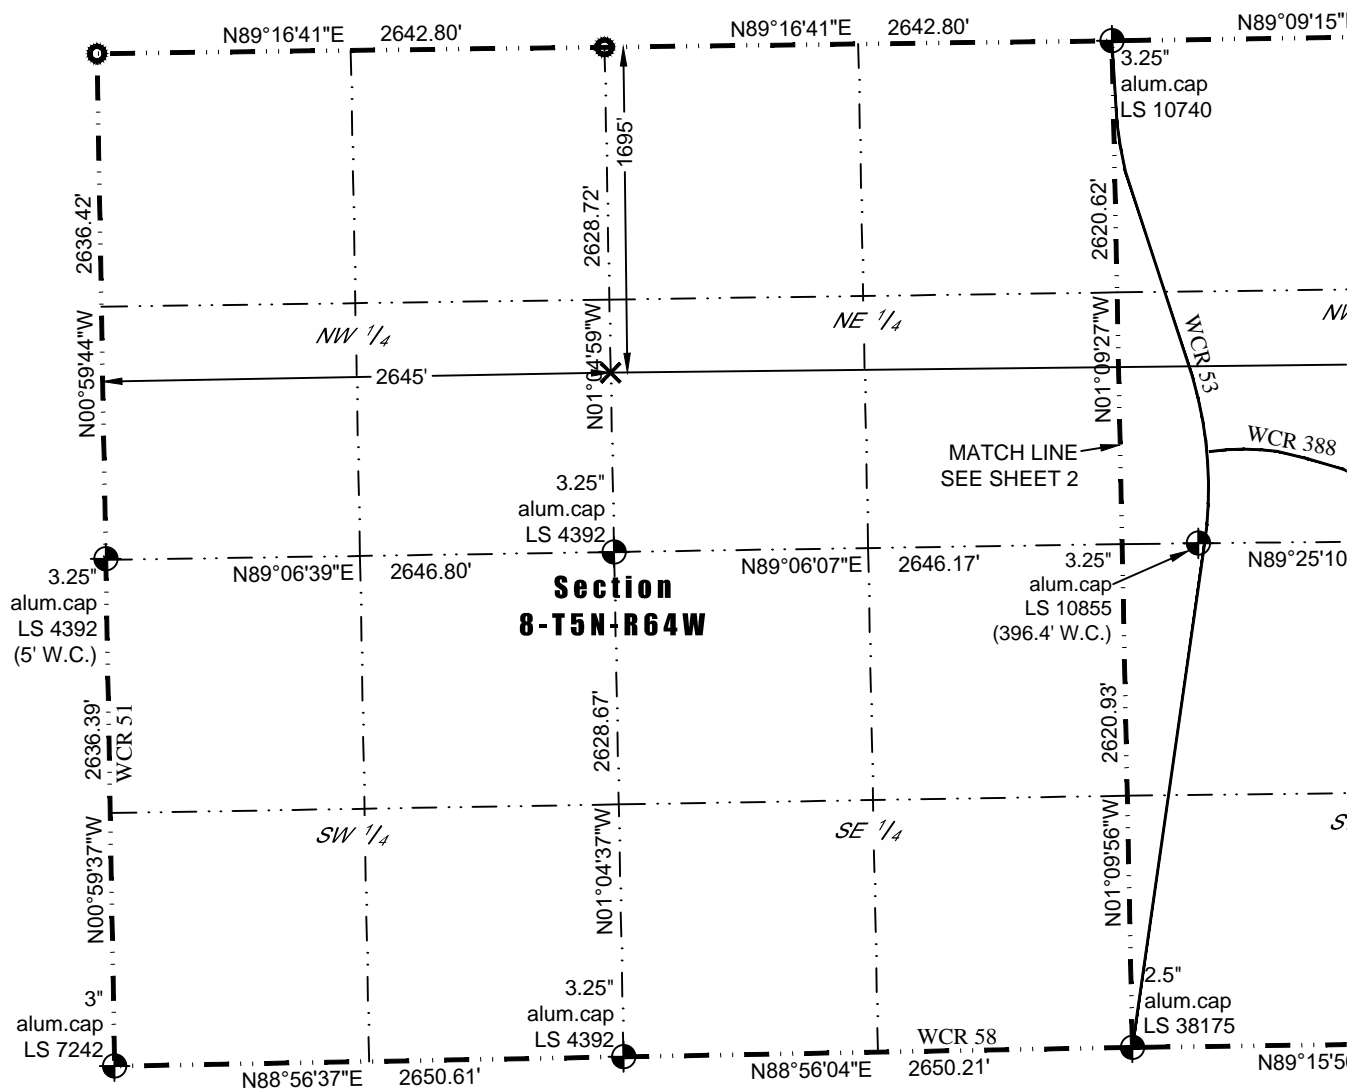 N89°16'41"E 2642.80'
N89°16'41"E 2642.80'
N89°09'15"
3.25"
alum.cap
LS 10740
1695'
2636.42'
2628.72'
2620.62'
NW 1/4
NE 1/4
NW
N00°59'44"W
N01°04'59"W
N01°09'27"W
WCR 53
2645'
MATCH LINE
SEE SHEET 2
WCR 388
3.25"
alum.cap
LS 4392
3.25"
alum.cap
LS 4392
(5' W.C.)
N89°06'39"E 2646.80'
N89°06'07"E 2646.17'
3.25"
alum.cap
LS 10855
(396.4' W.C.)
N89°25'10
Section
8-T5N-R64W
2636.39'
WCR 51
2628.67'
2620.93'
SW 1/4
SE 1/4
N00°59'37"W
N01°04'37"W
N01°09'56"W
3"
alum.cap
LS 7242
3.25"
alum.cap
LS 4392
2.5"
alum.cap
LS 38175
WCR 58
N88°56'37"E 2650.61'
N88°56'04"E 2650.21'
N89°15'50